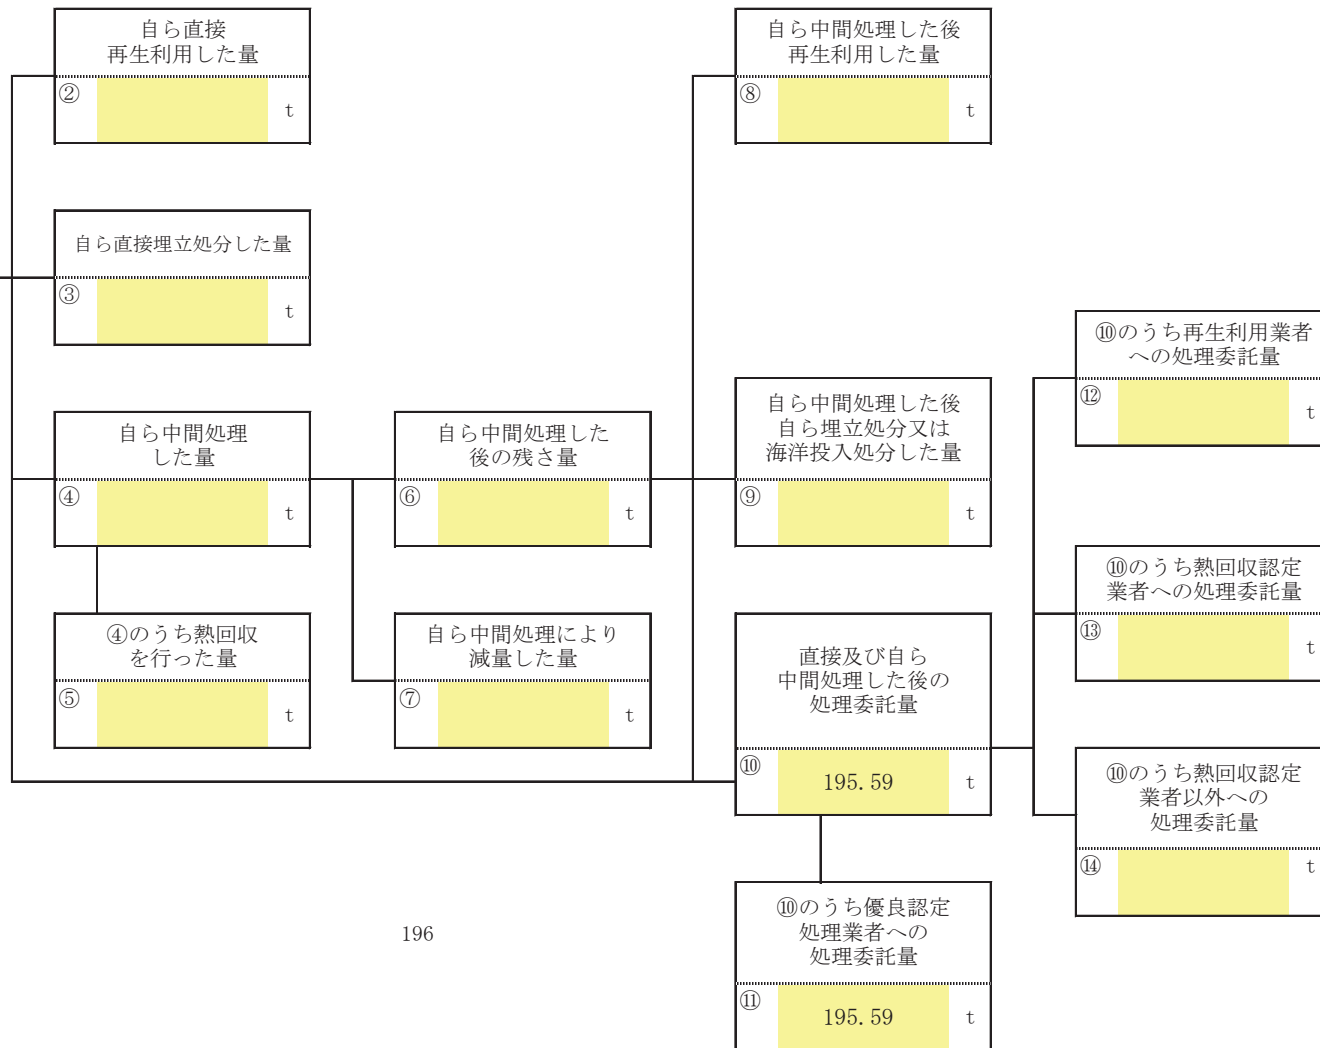 自ら直接
再生利用した量
②
t
自ら中間処理した後
再生利用した量
⑧
t
自ら直接埋立処分した量
③
t
⑩のうち再生利用業者
への処理委託量
⑫
t
自ら中間処理
した量
④
t
自ら中間処理した
後の残さ量
⑥
t
自ら中間処理した後
自ら埋立処分又は
海洋投入処分した量
⑨
t
⑩のうち熱回収認定
業者への処理委託量
⑬
t
④のうち熱回収
を行った量
⑤
t
自ら中間処理により
減量した量
⑦
t
直接及び自ら
中間処理した後の
処理委託量
⑩
195.59 t
⑩のうち熱回収認定
業者以外への
処理委託量
⑭
t
⑩のうち優良認定
処理業者への
処理委託量
⑪
195.59 t
196